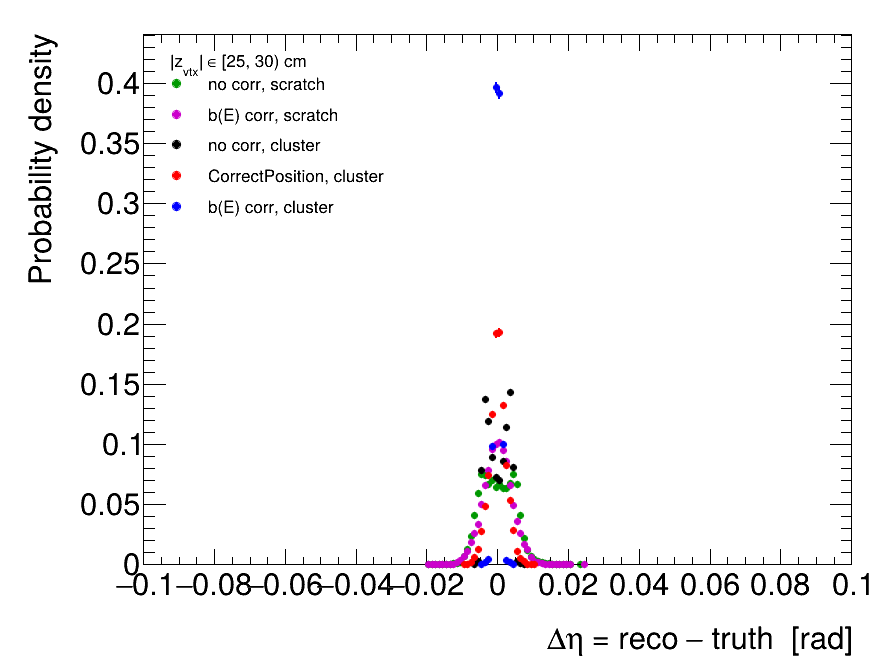 Probability density
|z_vtx| ∈ [25, 30) cm
no corr, scratch
b(E) corr, scratch
no corr, cluster
CorrectPosition, cluster
b(E) corr, cluster
0.4
0.35
0.3
0.25
0.2
0.15
0.1
0.05
0
−0.1 −0.08 −0.06 −0.04 −0.02 0 0.02 0.04 0.06 0.08 0.1
Δη = reco − truth [rad]